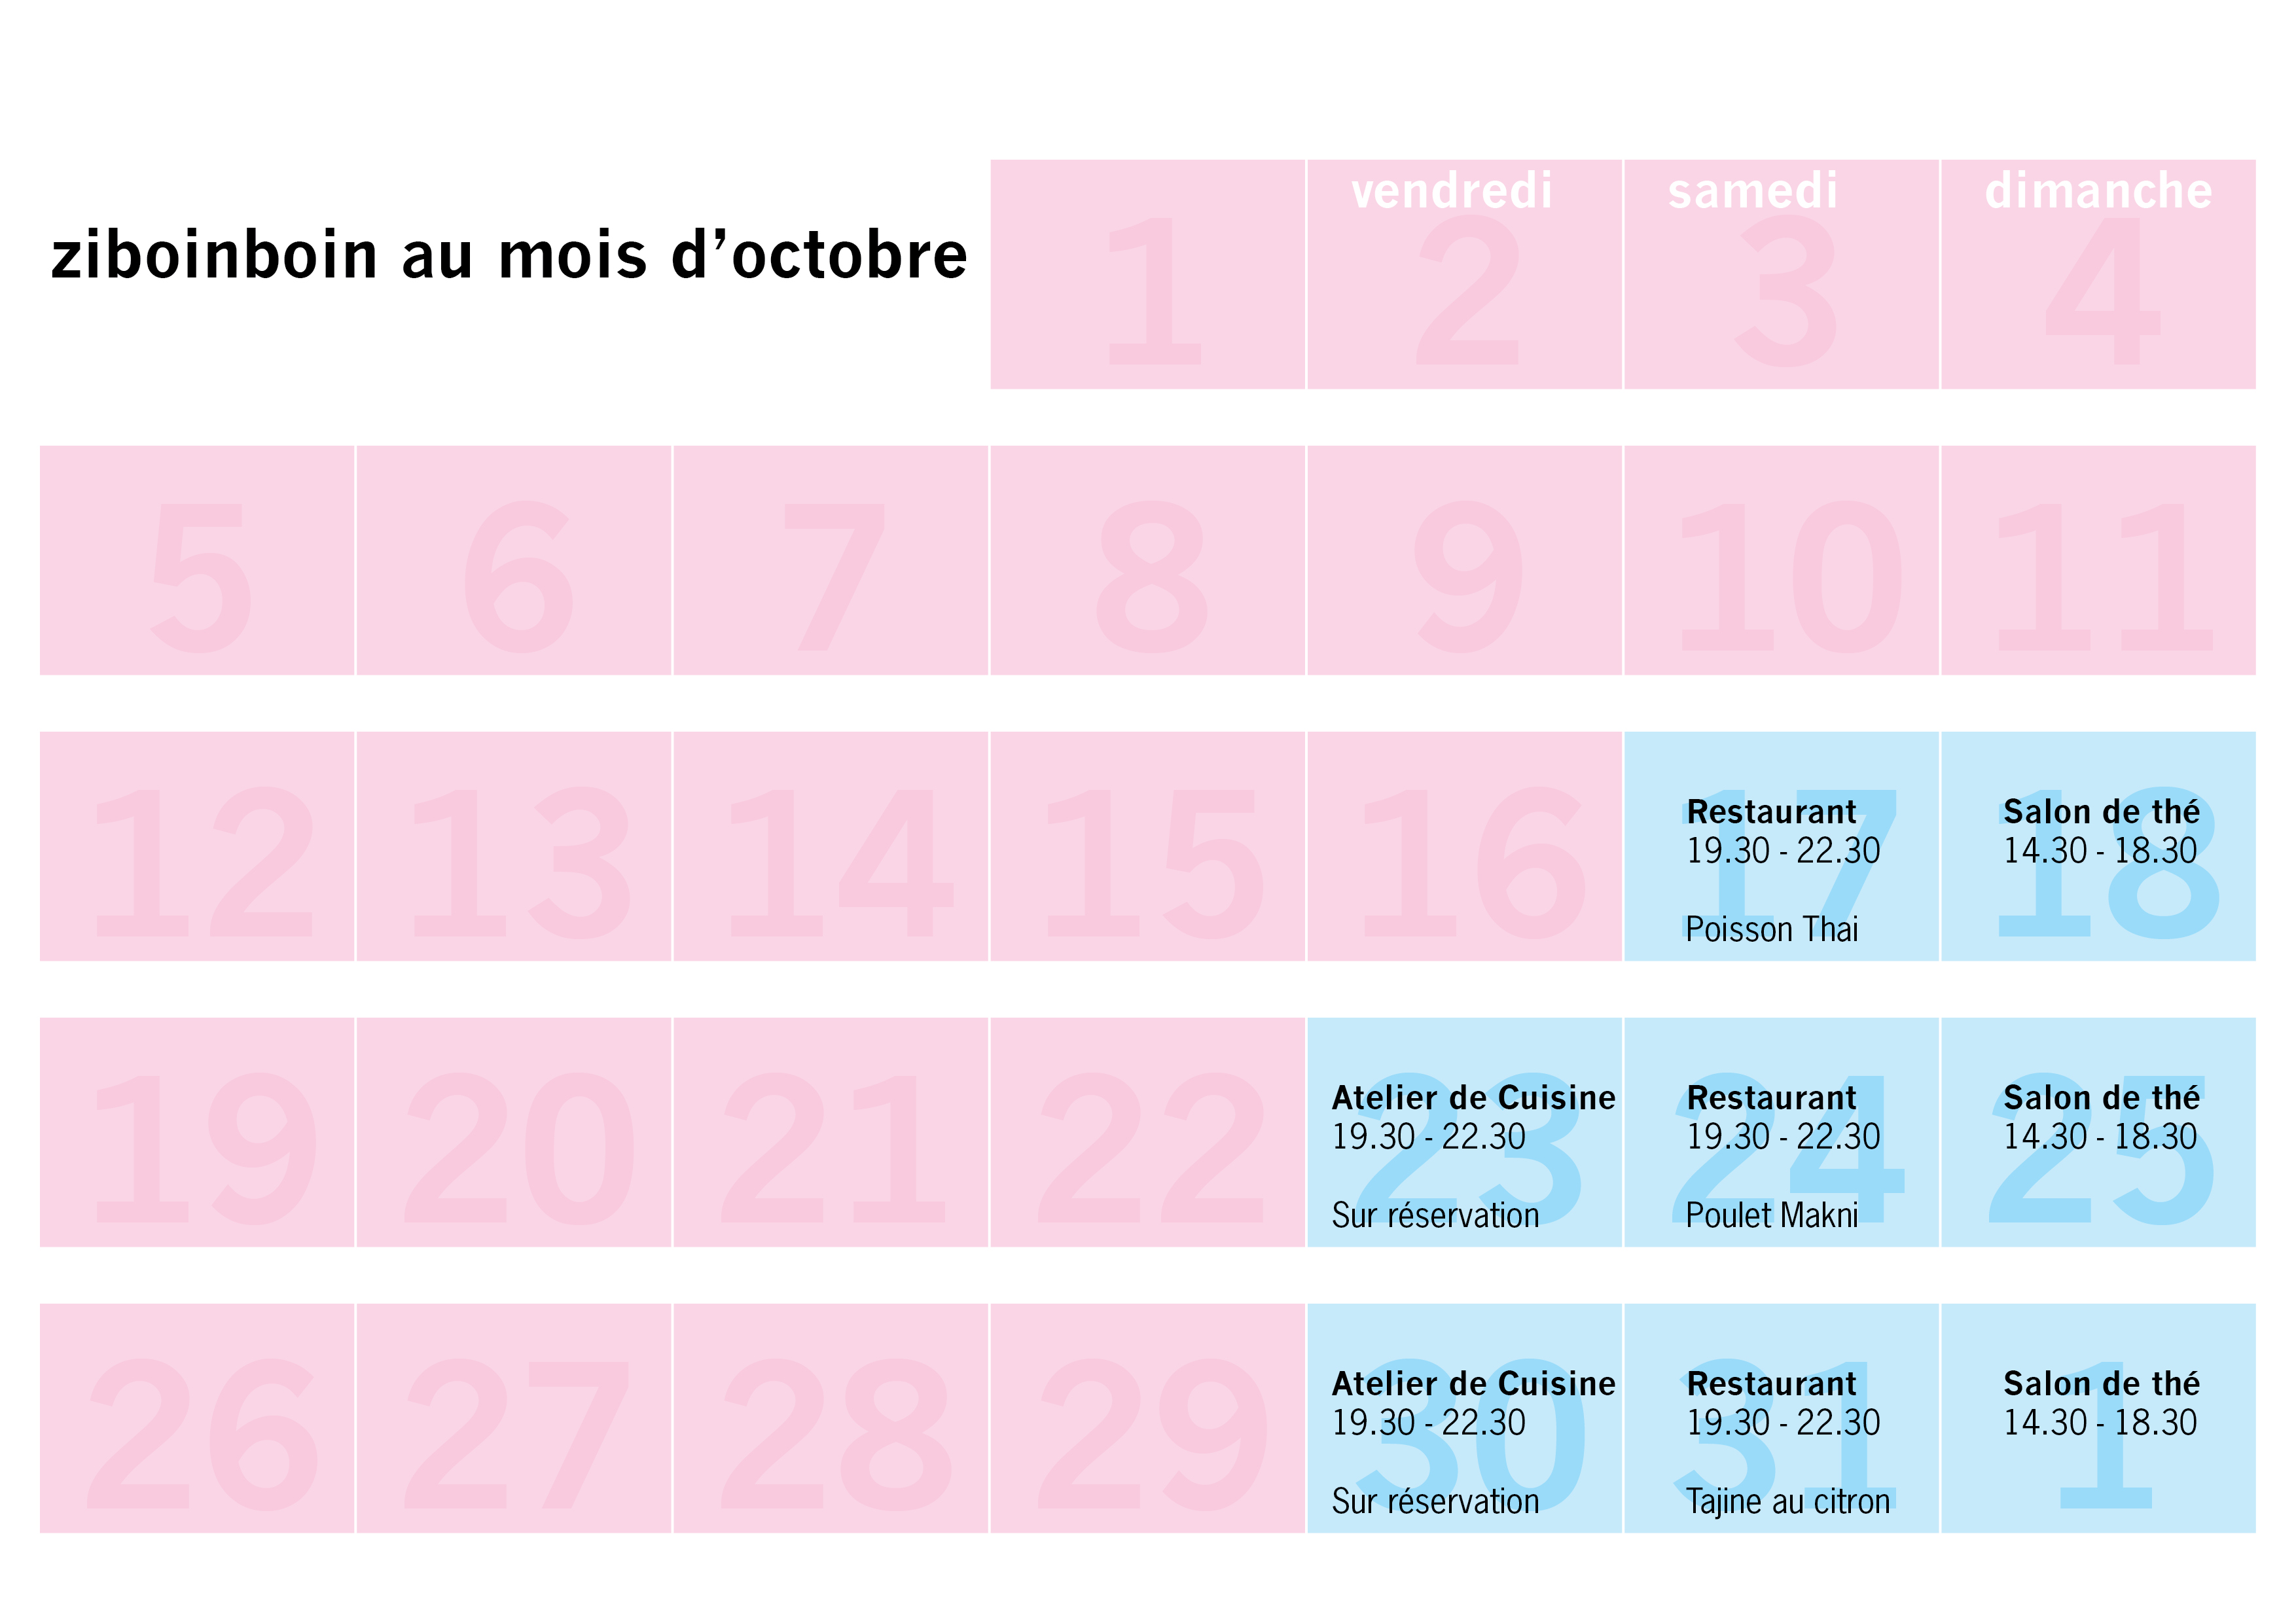 ziboinboin au mois d’octobre
vendredi
samedi
dimanche
1
2
3
4
5
6
7
8
9
10
11
12
13
14
15
16
17
Restaurant
19.30 - 22.30
Poisson Thai
18
Salon de thé
14.30 - 18.30
19
20
21
22
23
Atelier de Cuisine
19.30 - 22.30
Sur réservation
24
Restaurant
19.30 - 22.30
Poulet Makni
25
Salon de thé
14.30 - 18.30
26
27
28
29
30
Atelier de Cuisine
19.30 - 22.30
Sur réservation
31
Restaurant
19.30 - 22.30
Tajine au citron
1
Salon de thé
14.30 - 18.30